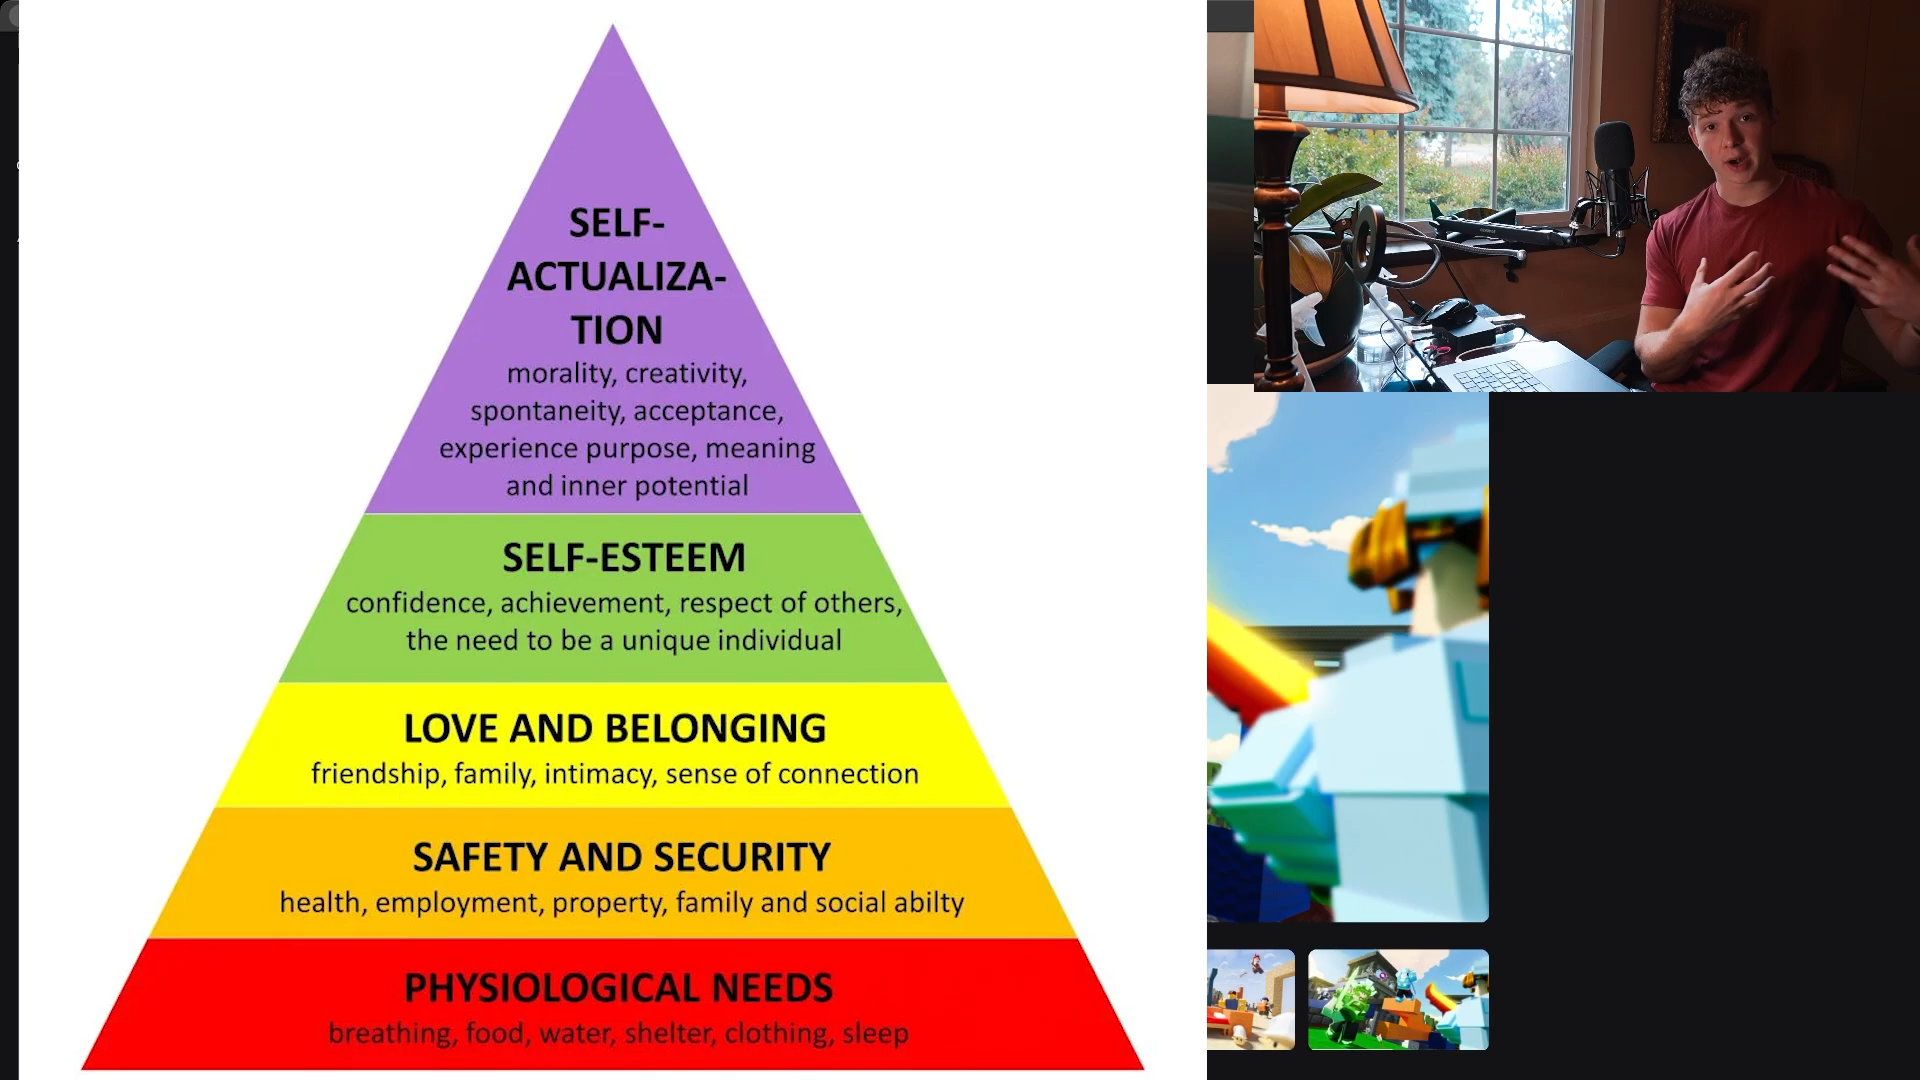 SELF-
ACTUALIZA-
TION
morality, creativity,
spontaneity, acceptance,
experience purpose, meaning
and inner potential
SELF-ESTEEM
confidence, achievement, respect of others,
the need to be a unique individual
LOVE AND BELONGING
friendship, family, intimacy, sense of connection
SAFETY AND SECURITY
health, employment, property, family and social abilty
PHYSIOLOGICAL NEEDS
breathing, food, water, shelter, clothing, sleep